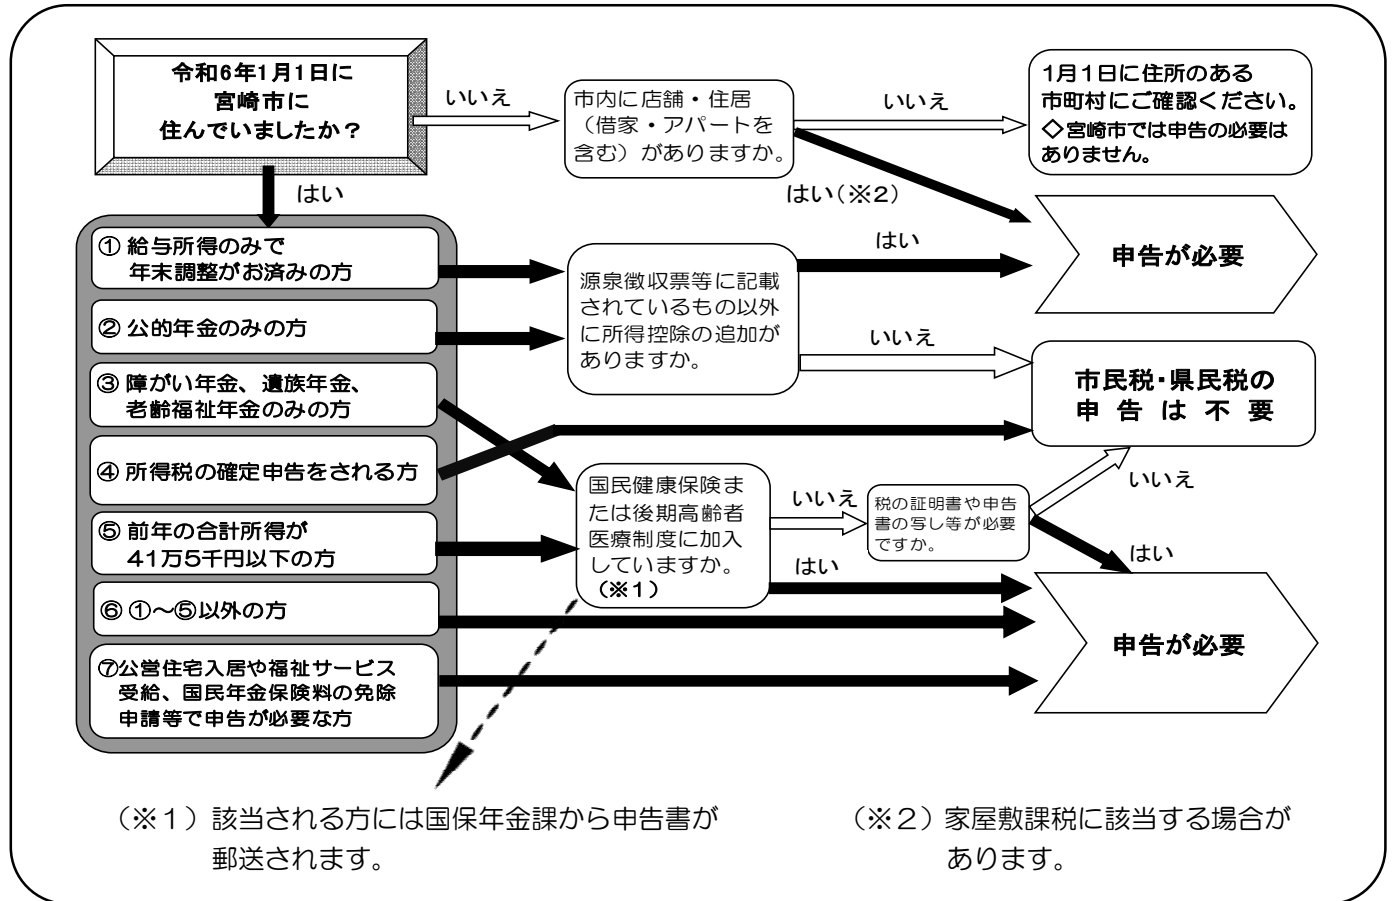 令和6年1月1日に
宮崎市に
住んでいましたか？
いいえ
市内に店舗・住居
（借家・アパートを
含む）がありますか。
いいえ
1月1日に住所のある
市町村にご確認ください。
◇宮崎市では申告の必要は
ありません。
はい
はい（※2）
申告が必要
① 給与所得のみで
年末調整がお済みの方
② 公的年金のみの方
③ 障がい年金、遺族年金、
老齢福祉年金のみの方
④ 所得税の確定申告をされる方
⑤ 前年の合計所得が
41万5千円以下の方
⑥ ①～⑤以外の方
⑦公営住宅入居や福祉サービス
受給、国民年金保険料の免除
申請等で申告が必要な方
源泉徴収票等に記載
されているもの以外
に所得控除の追加が
ありますか。
はい
いいえ
市民税・県民税の
申告は不要
国民健康保険ま
たは後期高齢者
医療制度に加入
していますか。
（※1）
いいえ
はい
税の証明書や申告
書の写し等が必要
ですか。
いいえ
はい
申告が必要
（※1）該当される方には国保年金課から申告書が
郵送されます。
（※2）家屋敷課税に該当する場合が
あります。